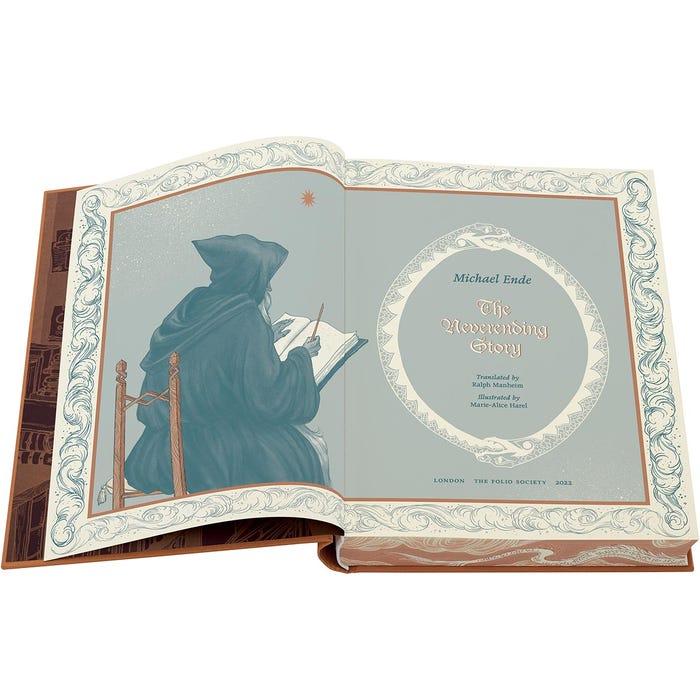 Michael Ende
The
Neverending
Story
Translated by
Ralph Manheim
Illustrated by
Marie-Alice Harel
LONDON THE FOLIO SOCIETY 2022